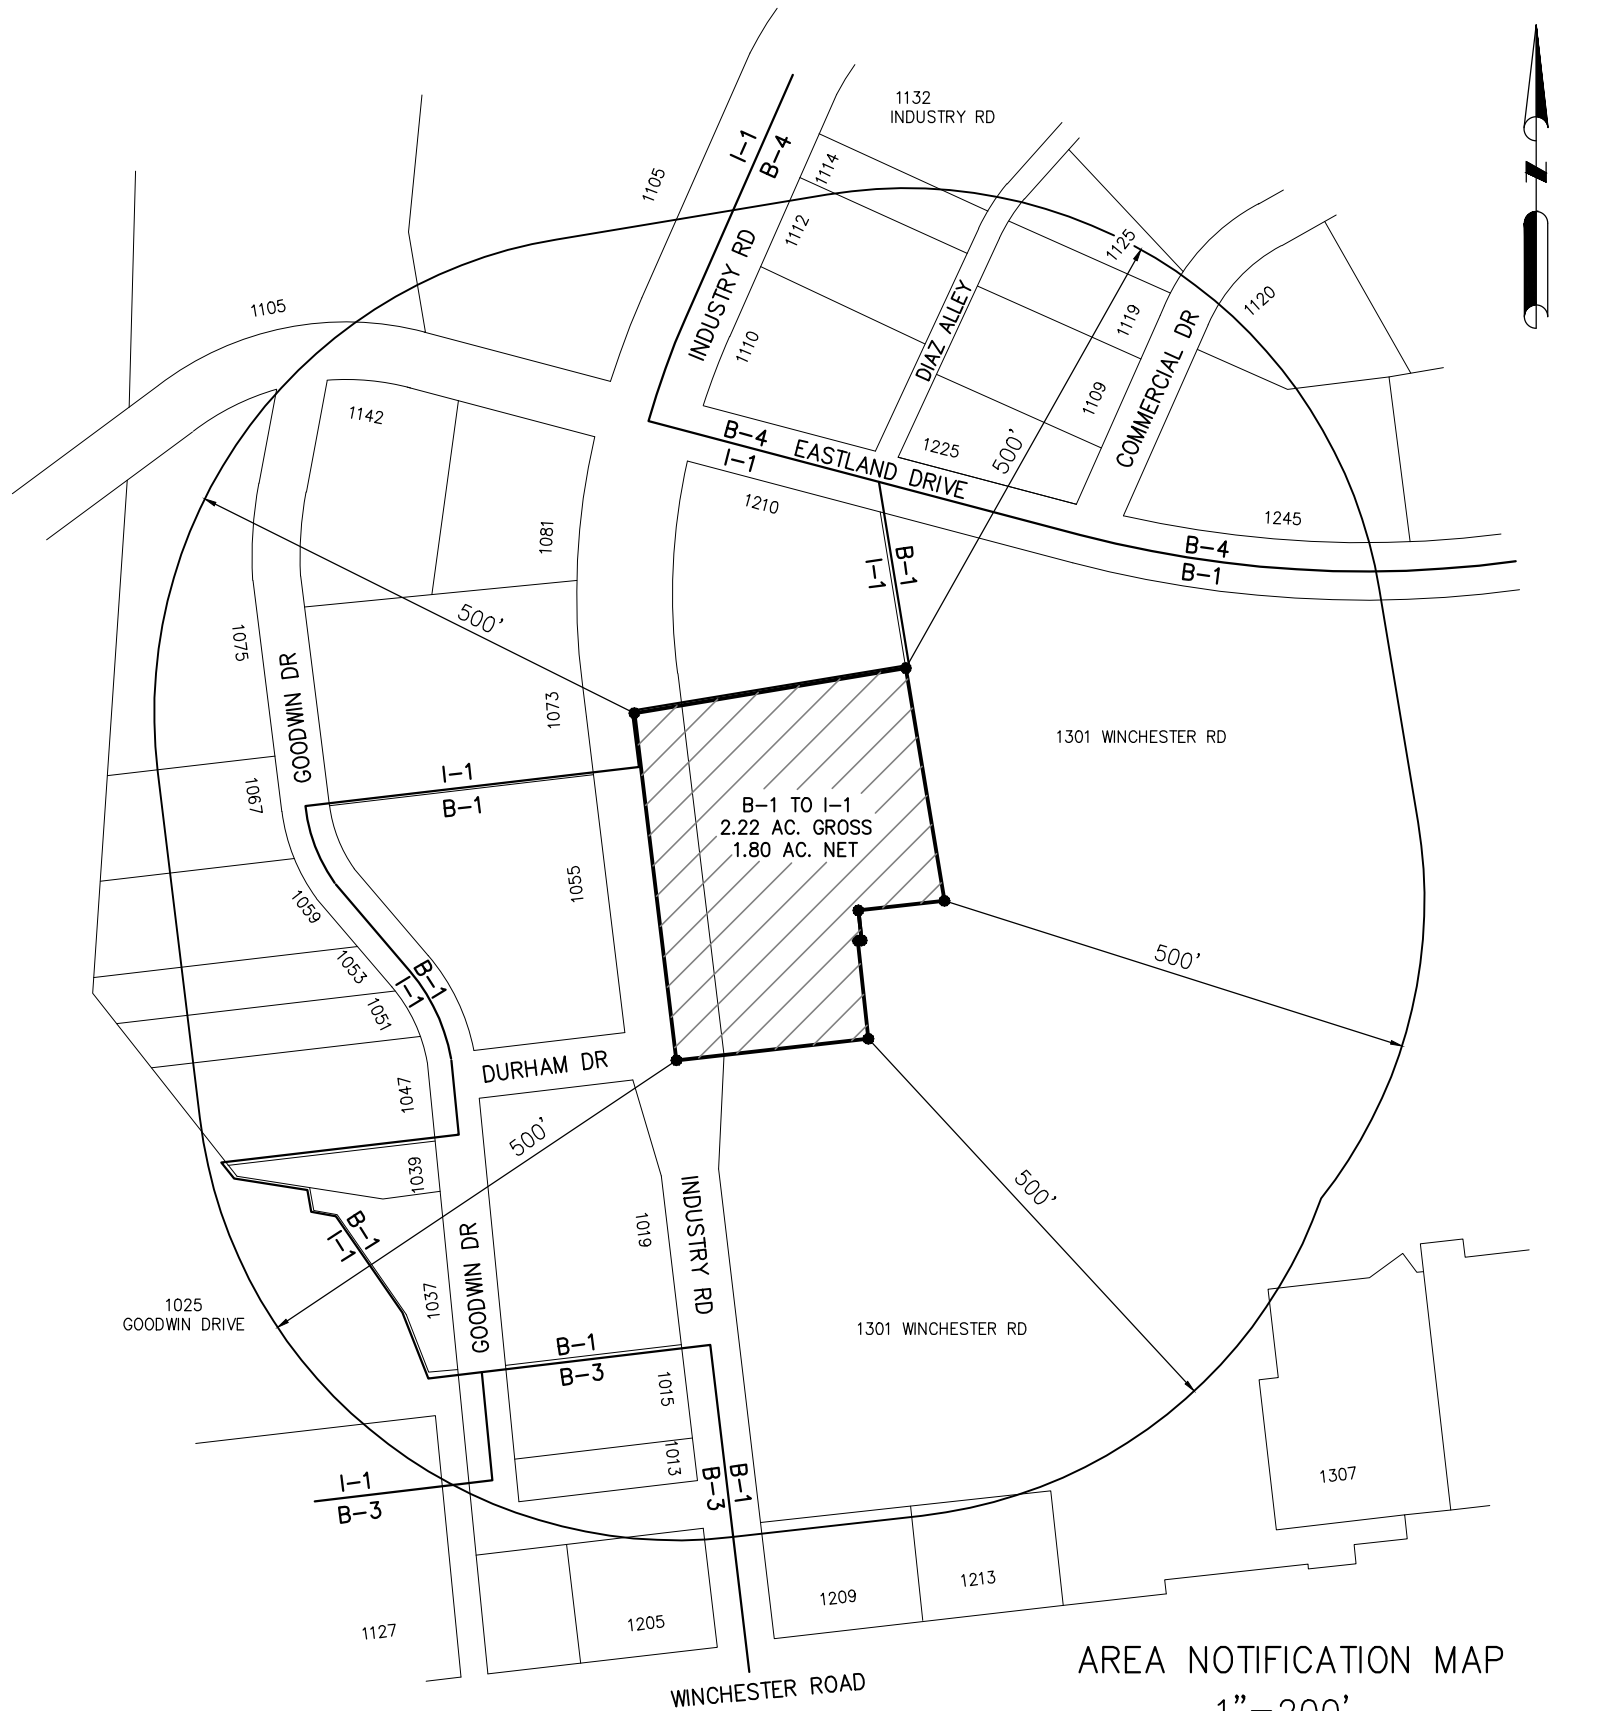 1132
INDUSTRY RD
I-1
B-4
1114
1105
1112
1125
N
INDUSTRY RD
1110
DIAZ ALLEY
1119
1120
COMMERCIAL DR
1109
1105
1142
B-4 EASTLAND DRIVE
I-1
1225
500'
1210
1245
1081
B-4
B-1
B-1
I-1
500'
1075
GOODWIN DR
1073
1301 WINCHESTER RD
I-1
B-1
1067
B-1 TO I-1
2.22 AC. GROSS
1.80 AC. NET
1055
1059
1053
1051
B-1
I-1
500'
DURHAM DR
1047
500'
1039
500'
B-1
I-1
1019
INDUSTRY RD
GOODWIN DR
1037
1025
GOODWIN DRIVE
1301 WINCHESTER RD
B-1
B-3
1015
1013
B-1
B-3
I-1
B-3
1307
1209
1213
1205
1127
WINCHESTER ROAD
AREA NOTIFICATION MAP